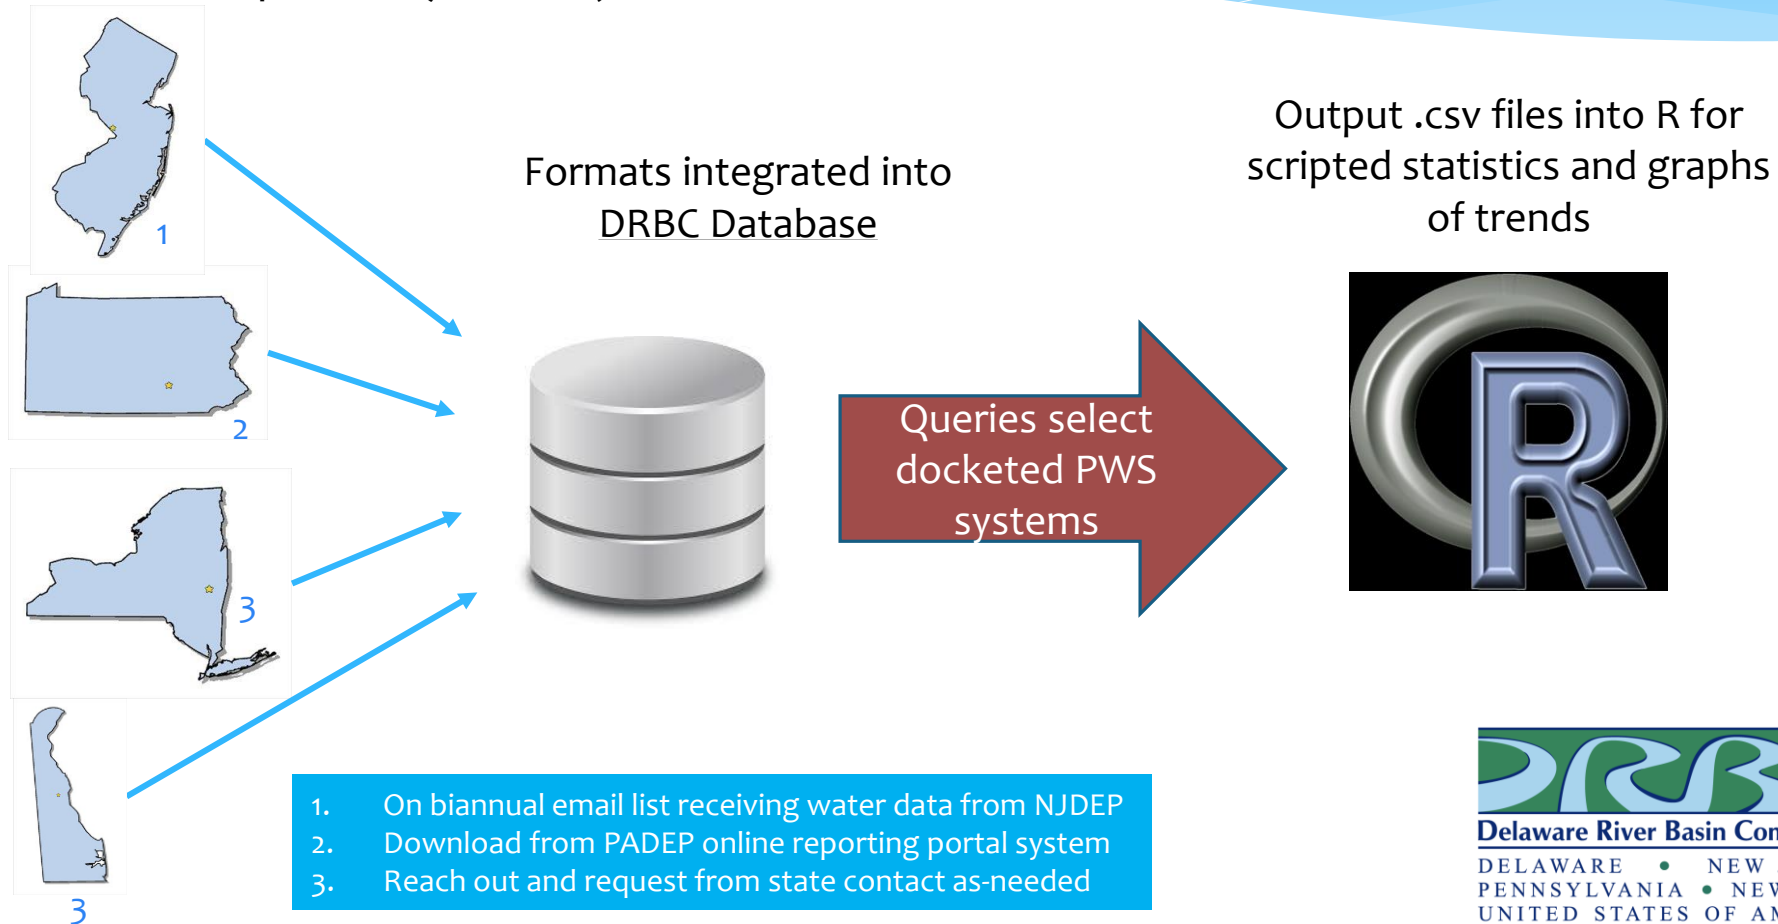 1
2
3
3
Formats integrated into
DRBC Database
Queries select
docketed PWS
systems
Output .csv files into R for
scripted statistics and graphs
of trends
R
1. On biannual email list receiving water data from NJDEP
2. Download from PADEP online reporting portal system
3. Reach out and request from state contact as-needed
DRB
Delaware River Basin Com
DELAWARE • NEW
PENNSYLVANIA • NEW
UNITED STATES OF AM